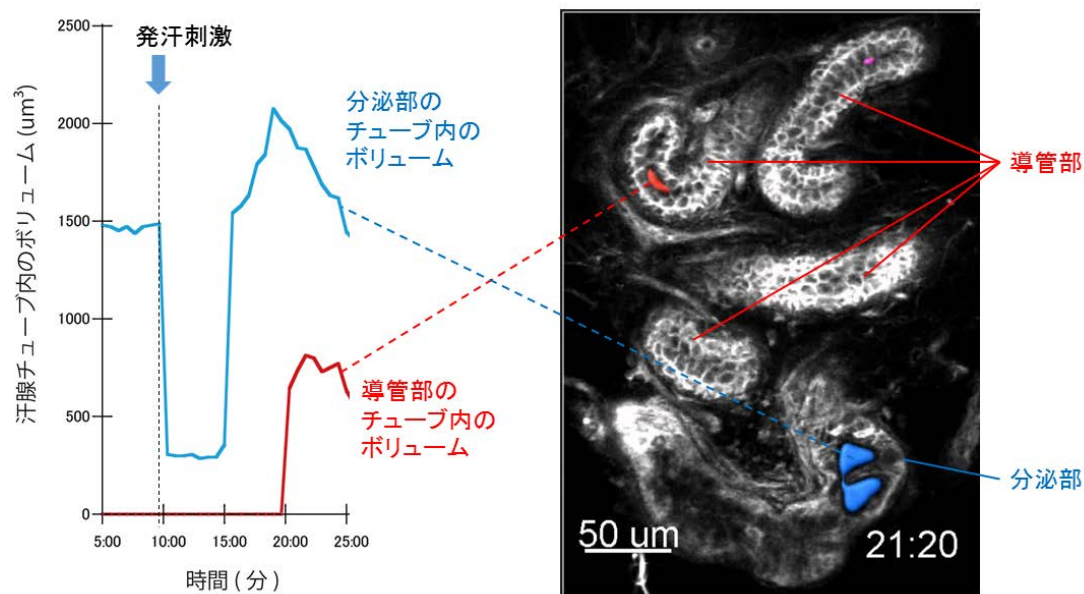 2500
2000
1500
1000
500
0
5:00
10:00
15:00
20:00
25:00
汗腺チューブ内のボリューム (um³)
時間 ( 分 )
発汗刺激
分泌部の
チューブ内の
ボリューム
導管部の
チューブ内の
ボリューム
導管部
分泌部
50 um
21:20